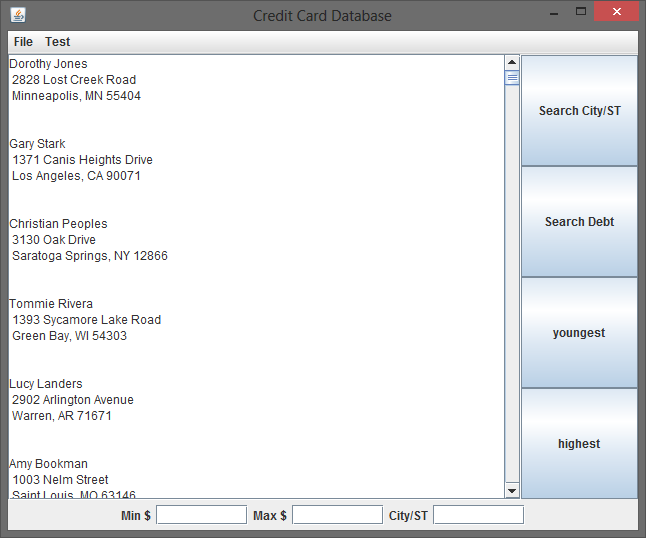 Credit Card Database
File Test
Dorothy Jones
2828 Lost Creek Road
Minneapolis, MN 55404
Gary Stark
1371 Canis Heights Drive
Los Angeles, CA 90071
Christian Peoples
3130 Oak Drive
Saratoga Springs, NY 12866
Tommie Rivera
1393 Sycamore Lake Road
Green Bay, WI 54303
Lucy Landers
2902 Arlington Avenue
Warren, AR 71671
Amy Bookman
1003 Nelm Street
Saint Louis, MO 63146
Search City/ST
Search Debt
youngest
highest
Min $ Max $ City/ST